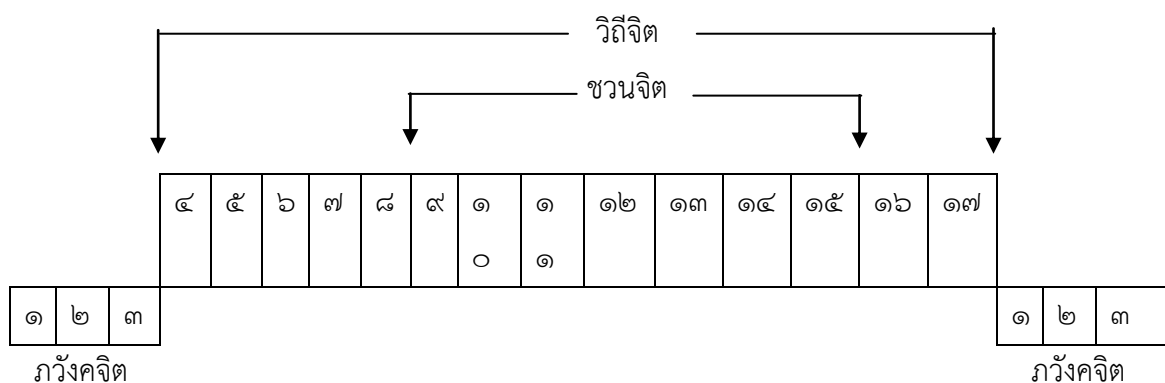 วิถีจิต
ชวนจิต
๔ ๕ ๖ ๗ ๘ ๙ ๑๐ ๑๑ ๑๒ ๑๓ ๑๔ ๑๕ ๑๖ ๑๗
๑ ๒ ๓ ๑ ๒ ๓
ภวังคจิต ภวังคจิต